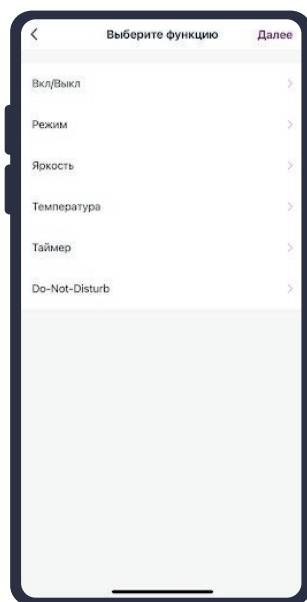 Выберите функцию
Далее
Вкл/Выкл
Режим
Яркость
Температура
Таймер
Do-Not-Disturb